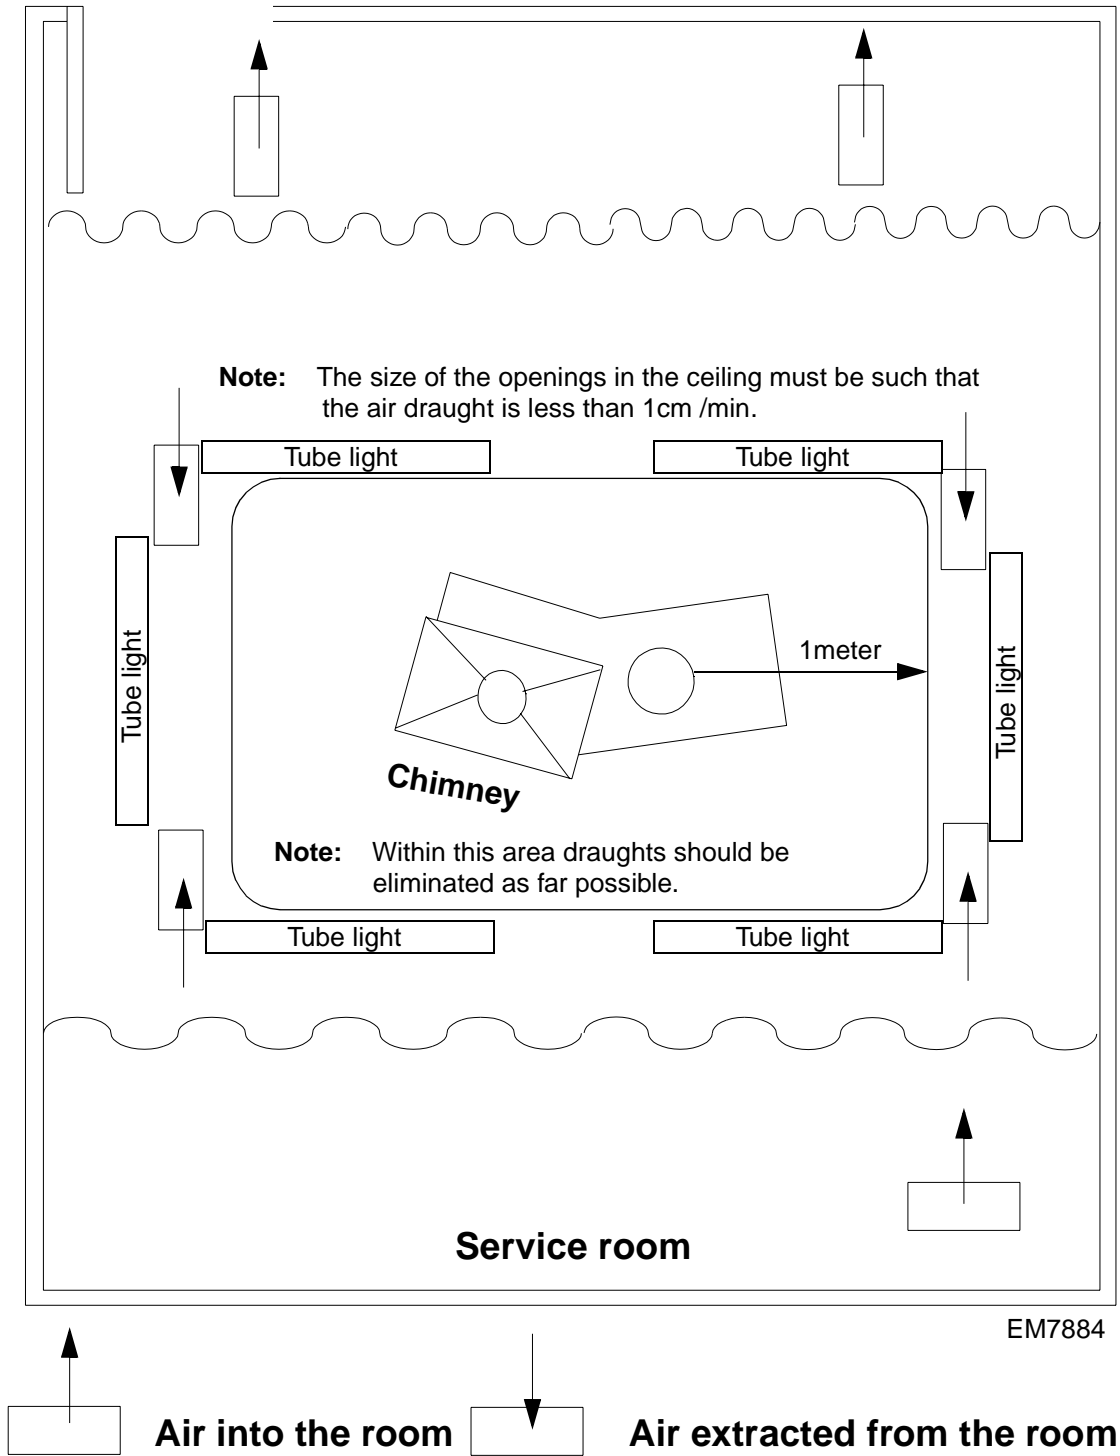 Note: The size of the openings in the ceiling must be such that
the air draught is less than 1cm /min.
Tube light
Tube light
Tube light
Tube light
1meter
Chimney
Note: Within this area draughts should be
eliminated as far possible.
Tube light
Tube light
Service room
EM7884
Air into the room
Air extracted from the room